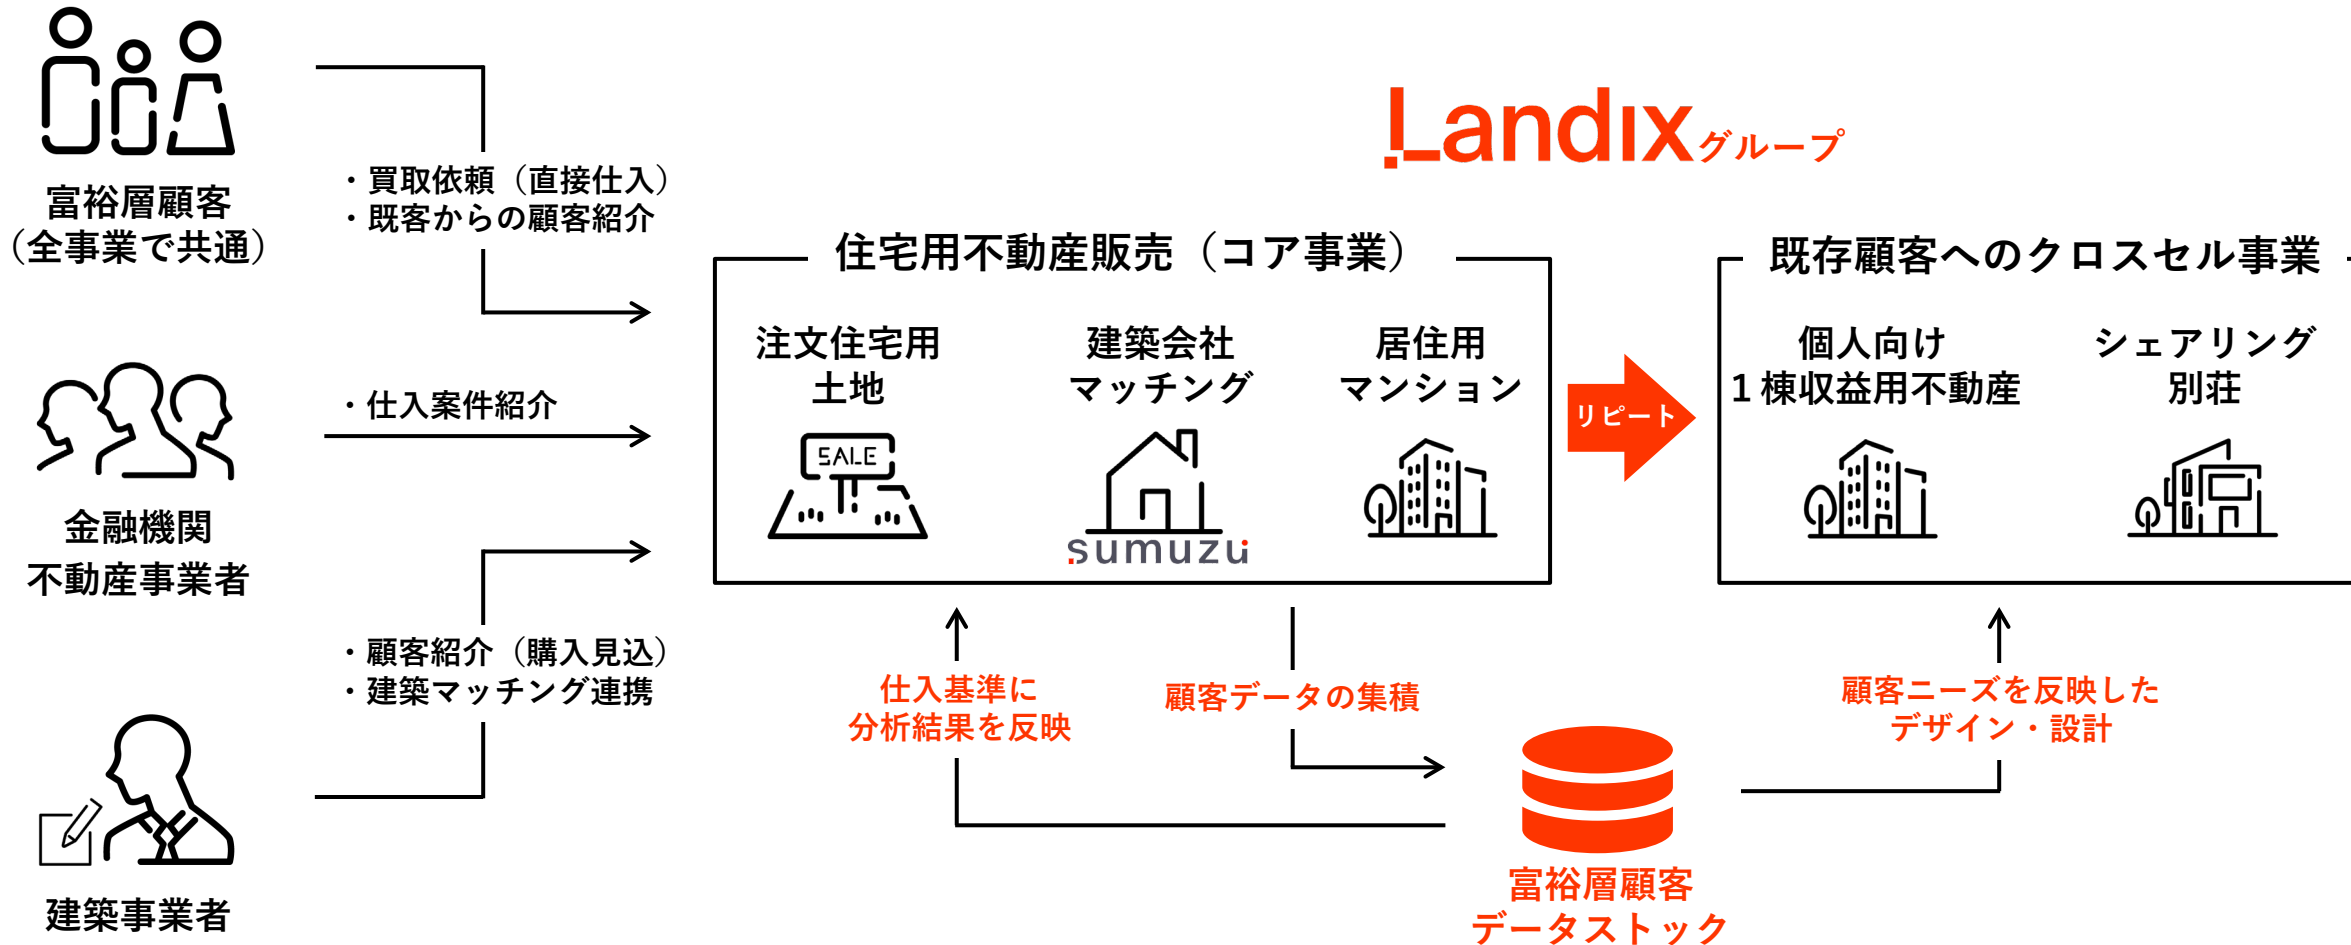 富裕層顧客
（全事業で共通）
・買取依頼（直接仕入）
・既客からの顧客紹介
金融機関
不動産事業者
・仕入案件紹介
建築事業者
・顧客紹介（購入見込）
・建築マッチング連携
Landixグループ
住宅用不動産販売（コア事業）
注文住宅用
土地
SALE
建築会社
マッチング
sumuzu
居住用
マンション
リピート
既存顧客へのクロスセル事業
個人向け
１棟収益用不動産
シェアリング
別荘
仕入基準に
分析結果を反映
顧客データの集積
顧客ニーズを反映した
デザイン・設計
富裕層顧客
データストック